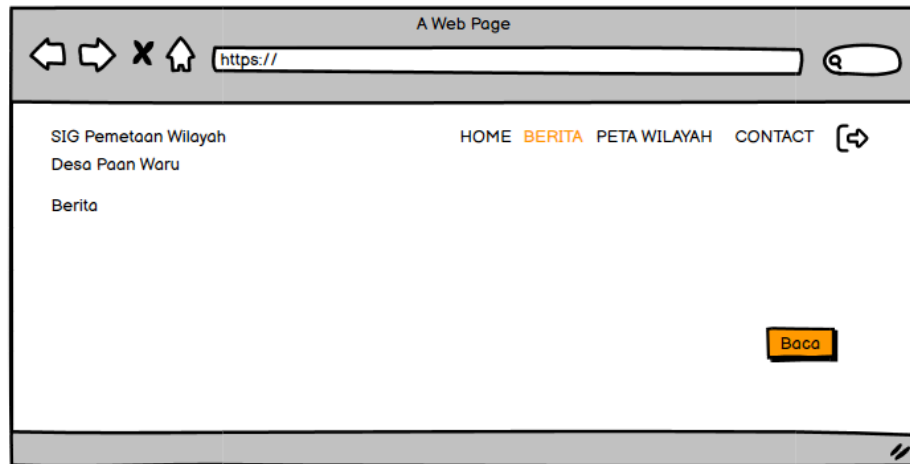 A Web Page
https://
SIG Pemetaan Wilayah
Desa Paan Waru
HOME BERITA PETA WILAYAH CONTACT
Berita
Baca